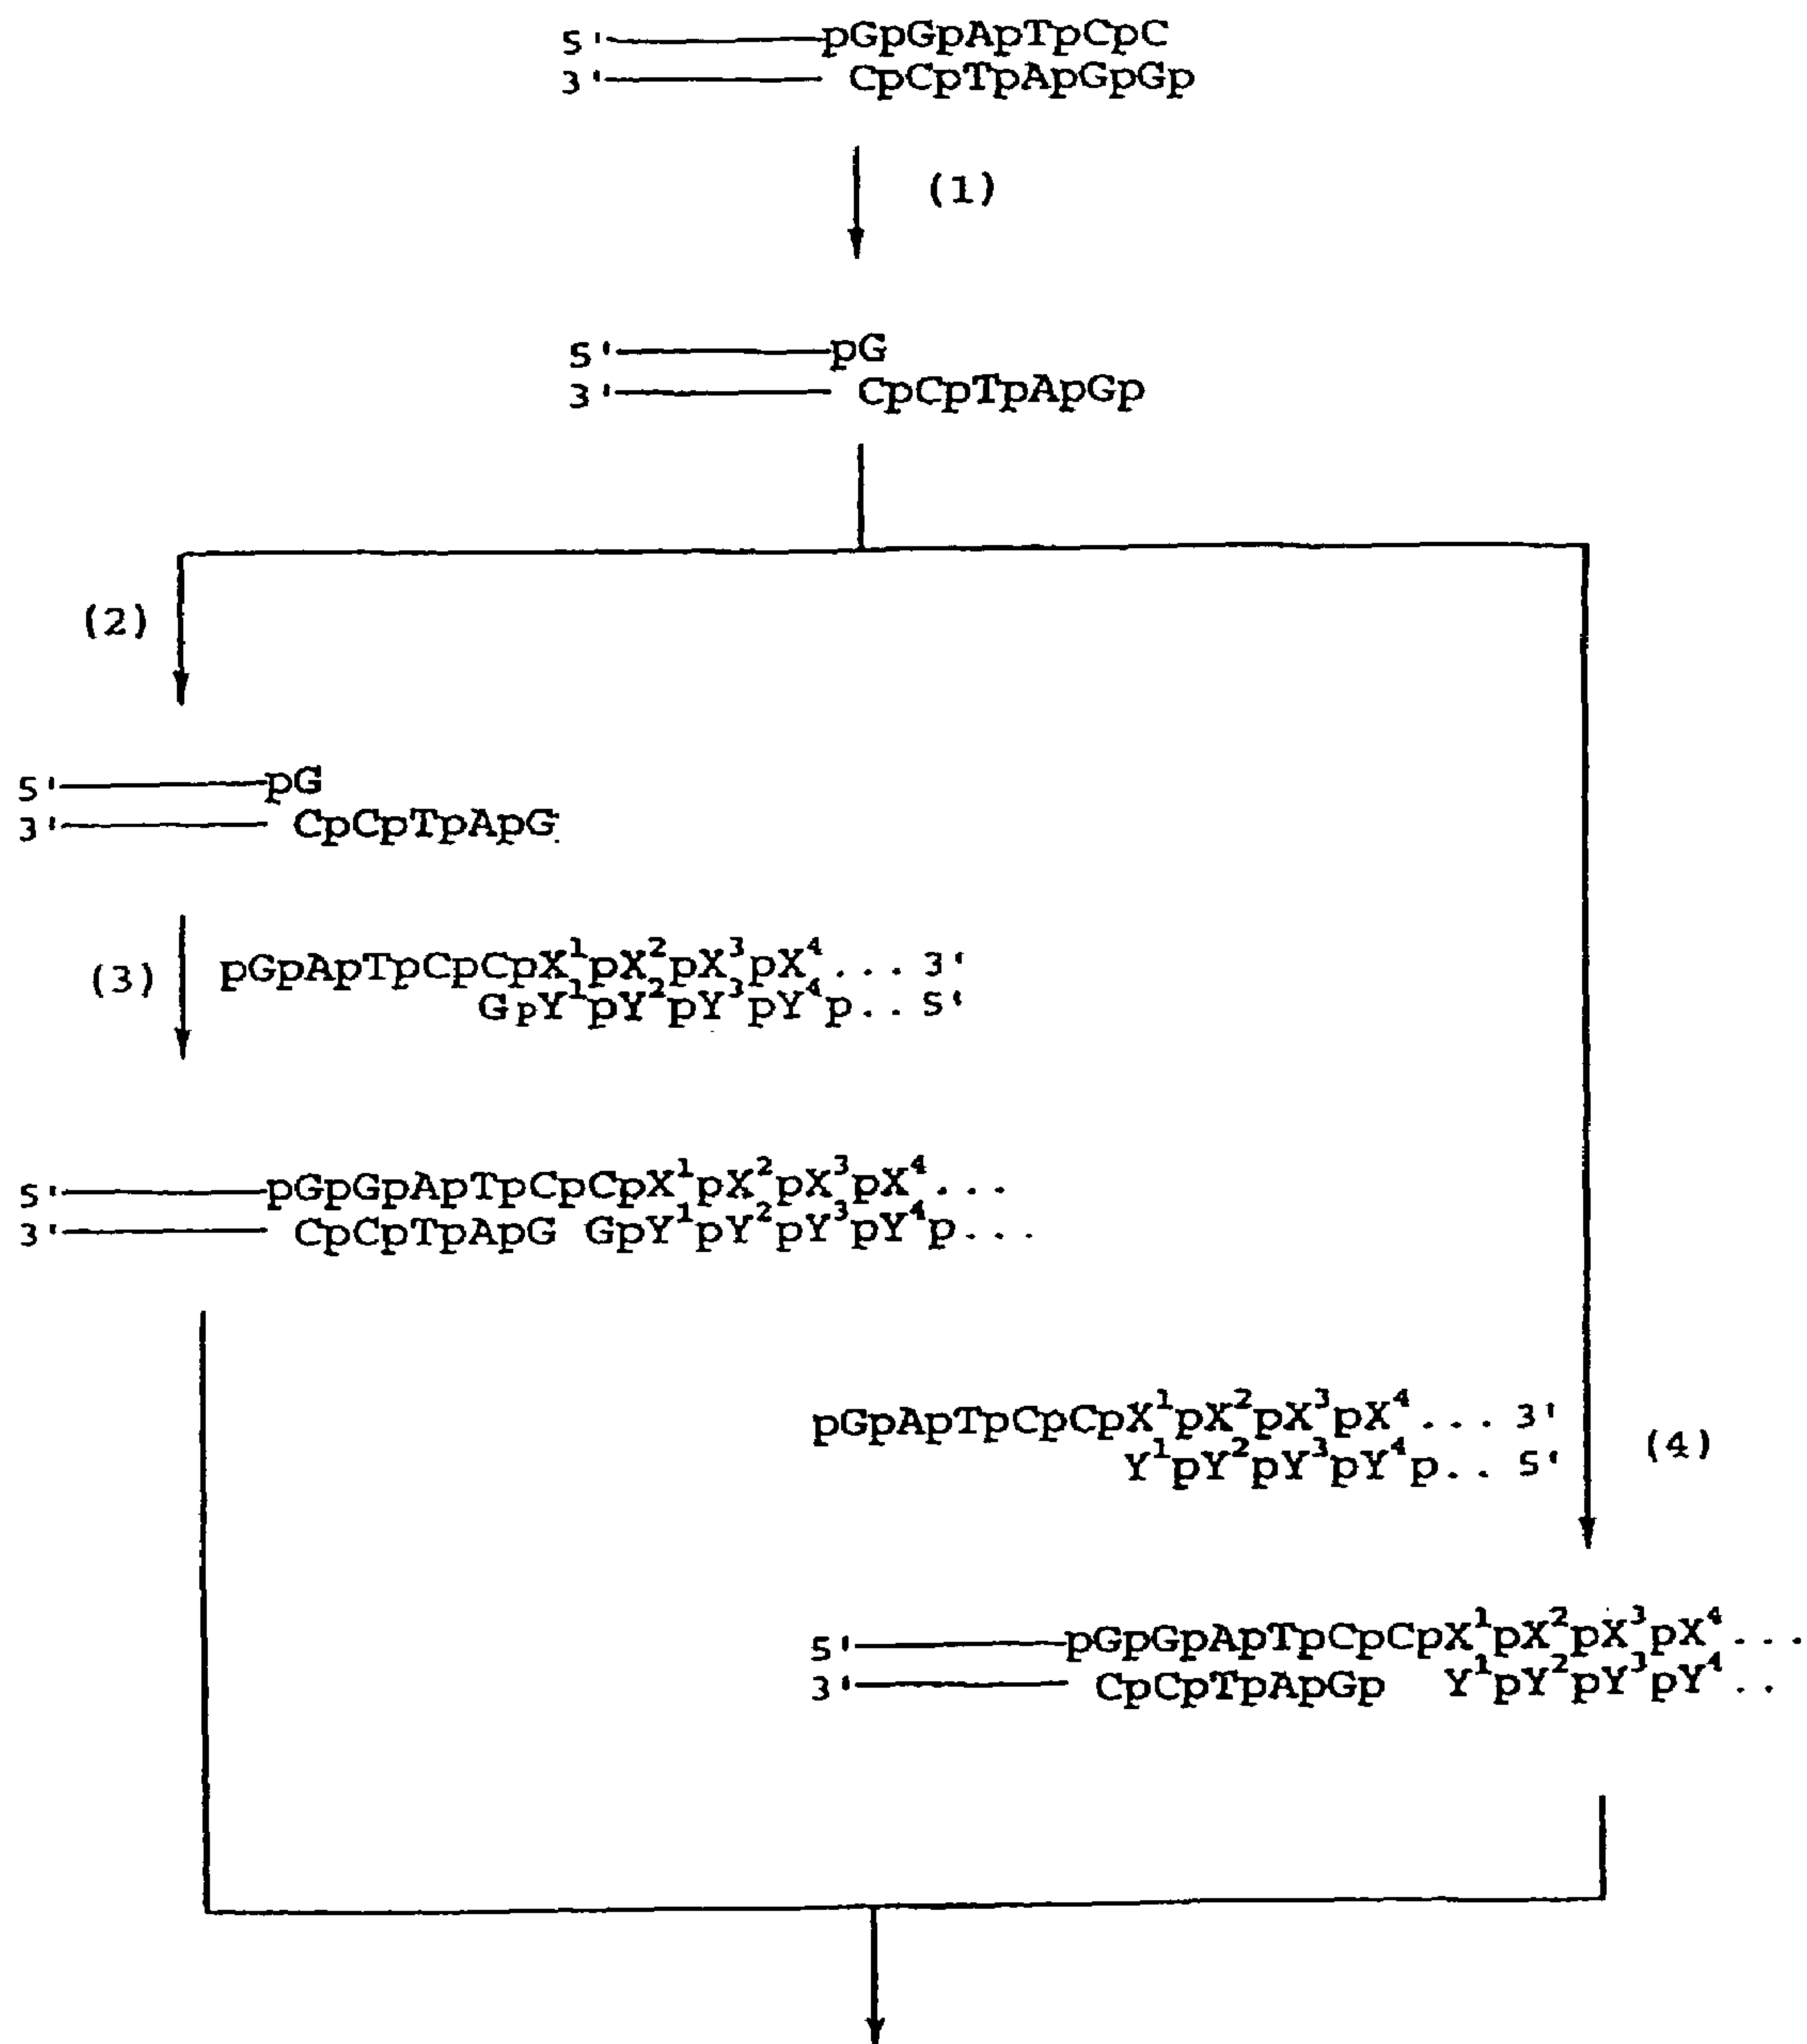 5'pGpGpApTpCpC
3'CpCpTpApGpGp
(1)
5'pG
3'CpCpTpApGp
(2)
5'pG
3'CpCpTpApG
(3)
pGpApTpCpCpX¹pX²pX³pX⁴... 3'
GpY¹pY²pY³pY⁴p.. 5'
5'pGpGpApTpCpCpX¹pX²pX³pX⁴...
3'CpCpTpApG GpY¹pY²pY³pY⁴p...
pGpApTpCpCpX¹pX²pX³pX⁴... 3'
Y¹pY²pY³pY⁴p.. 5'
(4)
5'pGpGpApTpCpCpX¹pX²pX³pX⁴...
3'CpCpTpApGp Y¹pY²pY³pY⁴..